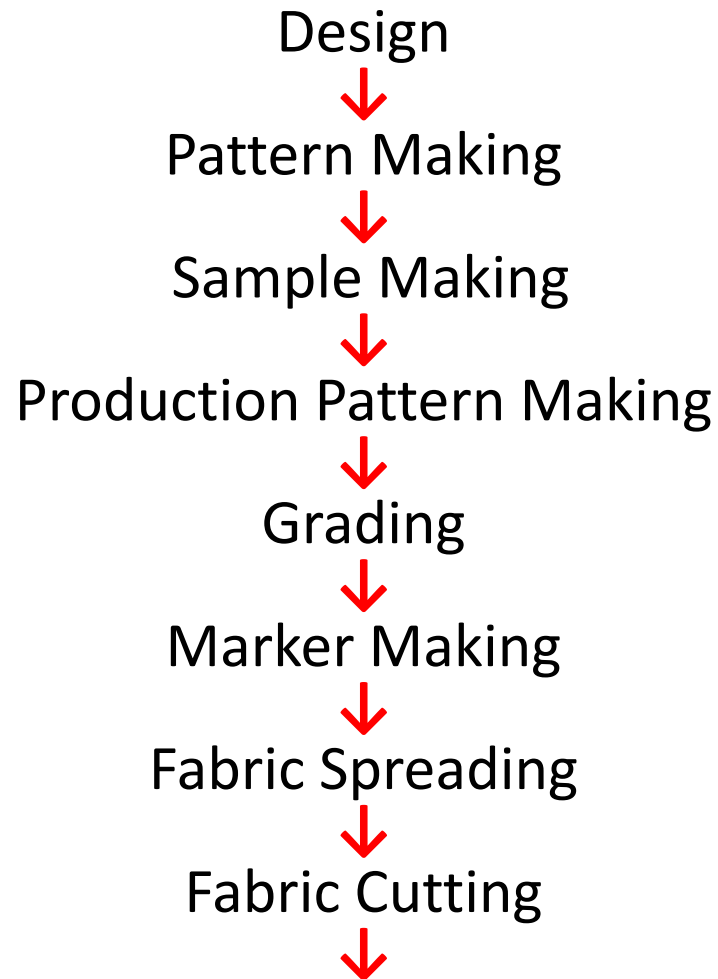 Design
Pattern Making
Sample Making
Production Pattern Making
Grading
Marker Making
Fabric Spreading
Fabric Cutting